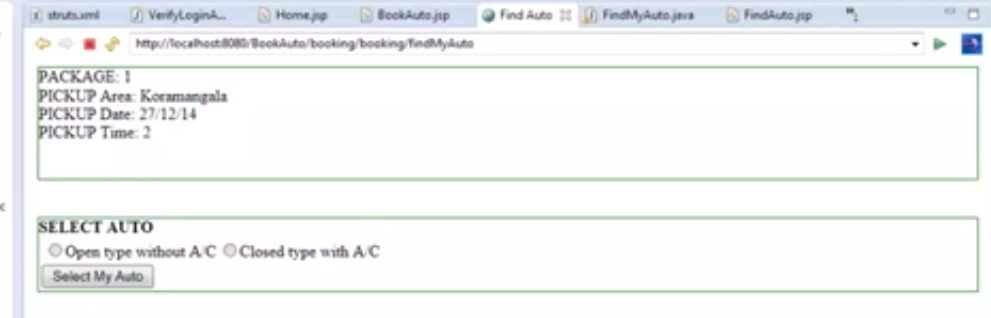 struts.xml VerifyLoginA... Home.jsp BookAuto.jsp Find Auto FindMyAuto.java FindAuto.jsp
http://localhost:8080/BookAuto/booking/booking/findMyAuto
PACKAGE: 1
PICKUP Area: Koramangala
PICKUP Date: 27/12/14
PICKUP Time: 2
SELECT AUTO
Open type without A/C Closed type with A/C
Select My Auto